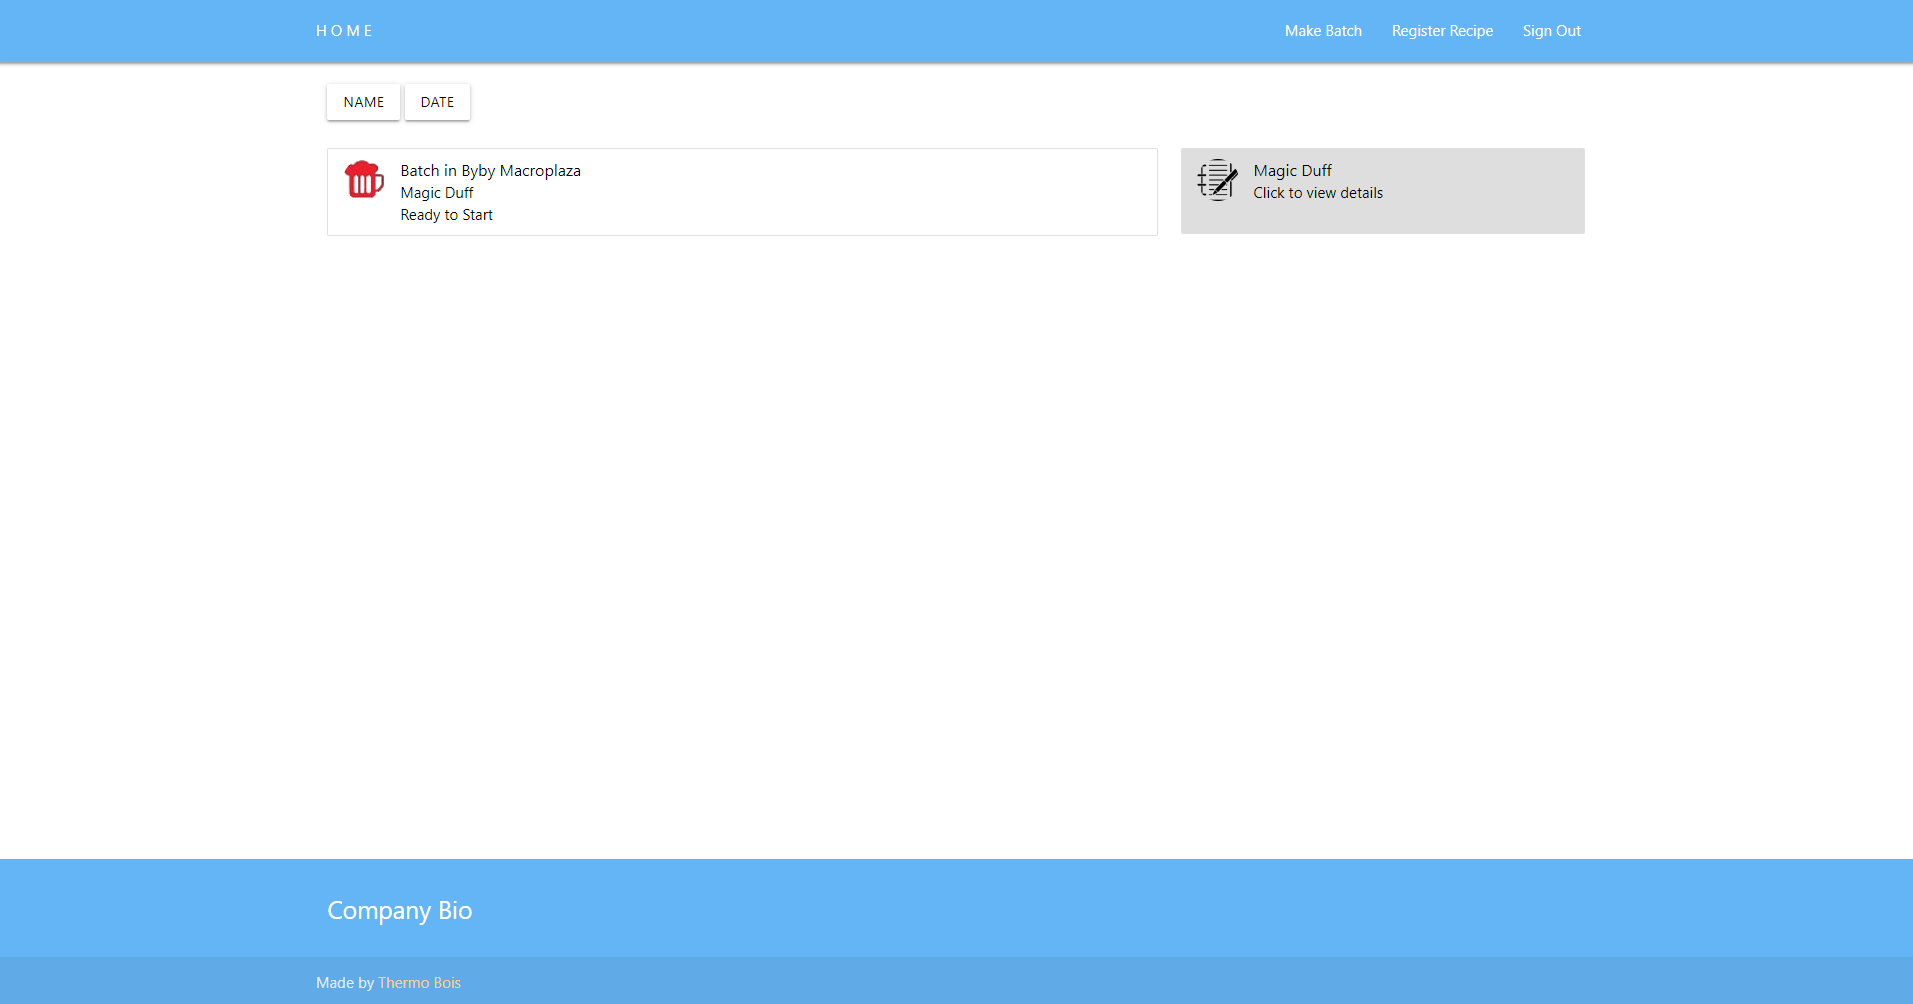 HOME
Make Batch Register Recipe Sign Out
NAME DATE
Batch in Byby Macroplaza
Magic Duff
Ready to Start
Magic Duff
Click to view details
Company Bio
Made by Thermo Bois